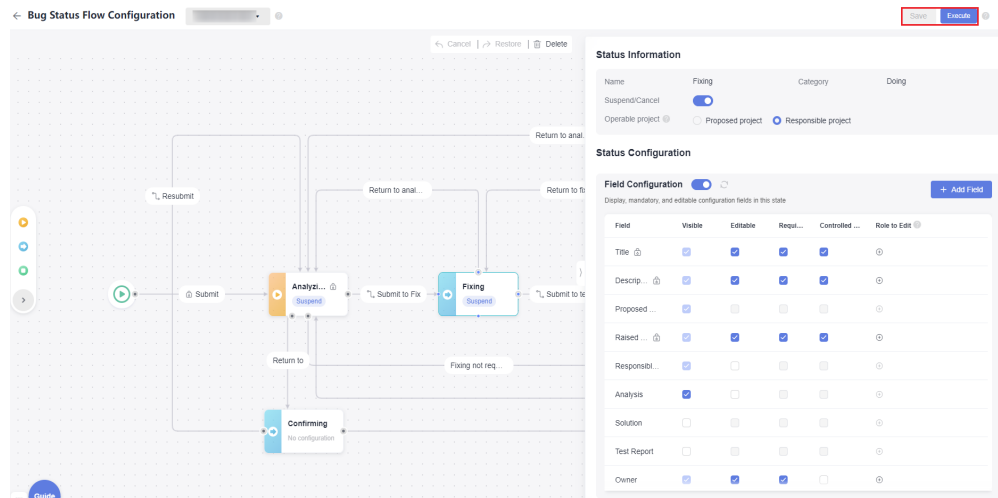 Bug Status Flow Configuration
Save Execute
Cancel Restore Delete
Status Information
Name Fixing Category Doing
Suspend/Cancel
Operable project Proposed project Responsible project
Status Configuration
Field Configuration
+ Add Field
Display, mandatory, and editable configuration fields in this state
Field Visible Editable Requi... Controlled ... Role to Edit
Title
Descrip...
Proposed ...
Raised ...
Responsibl...
Analysis
Solution
Test Report
Owner
Return to anal.
Resubmit
Return to anal...
Return to fi
Submit
Analyzi...
Suspend
Submit to Fix
Fixing
Suspend
Submit to te
Return to
Fixing not req...
Confirming
No configuration
Guide